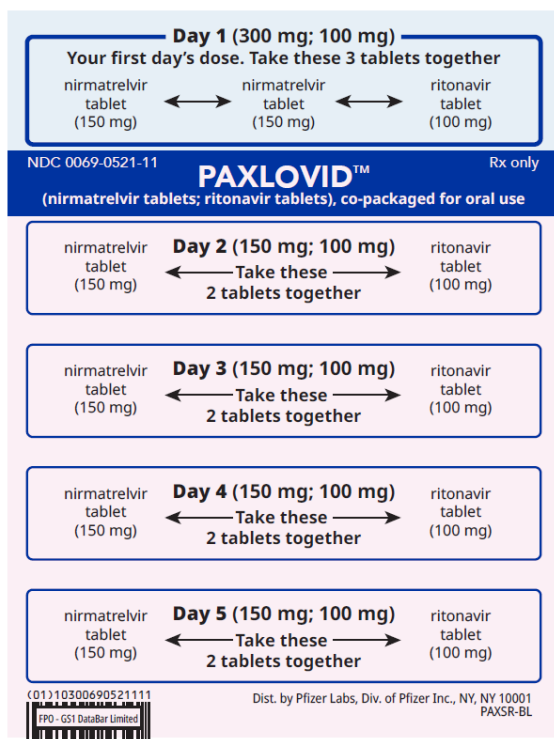 Day 1 (300 mg; 100 mg)
Your first day's dose. Take these 3 tablets together
nirmatrelvir tablet (150 mg)
nirmatrelvir tablet (150 mg)
ritonavir tablet (100 mg)
NDC 0069-0521-11
Rx only
PAXLOVID™
(nirmatrelvir tablets; ritonavir tablets), co-packaged for oral use
nirmatrelvir tablet (150 mg)
Day 2 (150 mg; 100 mg)
Take these
2 tablets together
ritonavir tablet (100 mg)
nirmatrelvir tablet (150 mg)
Day 3 (150 mg; 100 mg)
Take these
2 tablets together
ritonavir tablet (100 mg)
nirmatrelvir tablet (150 mg)
Day 4 (150 mg; 100 mg)
Take these
2 tablets together
ritonavir tablet (100 mg)
nirmatrelvir tablet (150 mg)
Day 5 (150 mg; 100 mg)
Take these
2 tablets together
ritonavir tablet (100 mg)
(01)10300690521111
FPO - GS1 DataBar Limited
Dist. by Pfizer Labs, Div. of Pfizer Inc., NY, NY 10001
PAXSR-BL